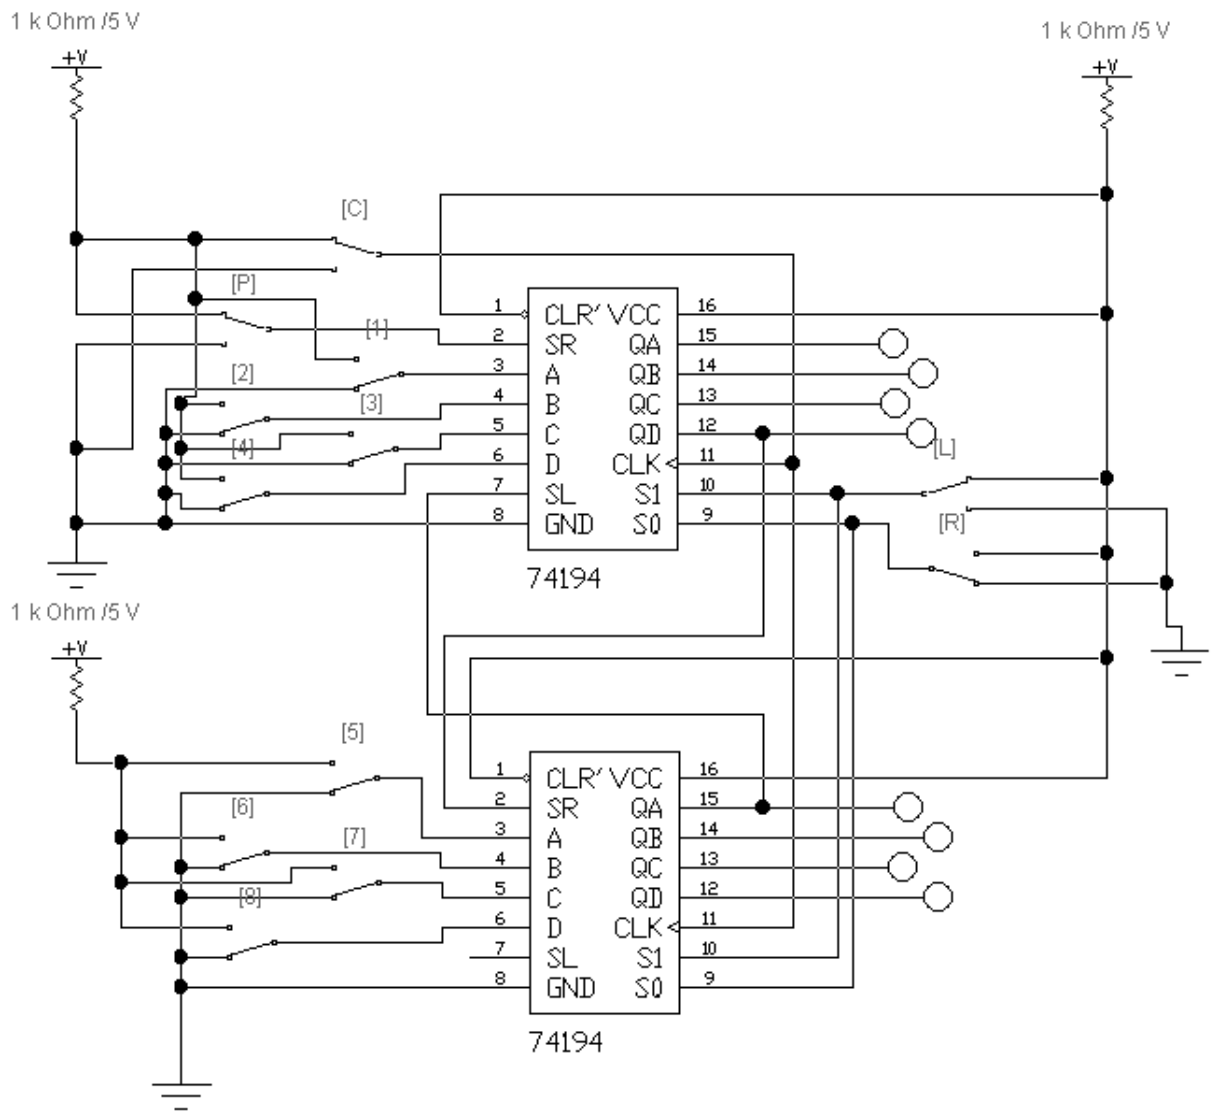 1 k Ohm /5 V
1 k Ohm /5 V
+V
+V
[C]
[P]
[1]
[2]
[3]
[4]
1 CLR' VCC 16
2 SR QA 15
3 A QB 14
4 B QC 13
5 C QD 12
6 D CLK 11
7 SL S1 10
8 GND S0 9
74194
[L]
[R]
1 k Ohm /5 V
+V
[5]
[6]
[7]
[8]
1 CLR' VCC 16
2 SR QA 15
3 A QB 14
4 B QC 13
5 C QD 12
6 D CLK 11
7 SL S1 10
8 GND S0 9
74194